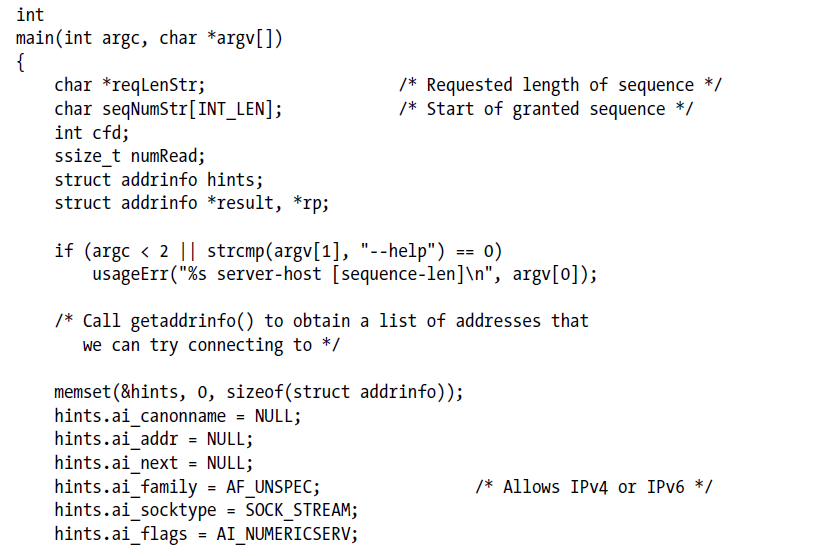 int
main(int argc, char *argv[])
{
    char *reqLenStr;                    /* Requested length of sequence */
    char seqNumStr[INT_LEN];            /* Start of granted sequence */
    int cfd;
    ssize_t numRead;
    struct addrinfo hints;
    struct addrinfo *result, *rp;

    if (argc < 2 || strcmp(argv[1], "--help") == 0)
        usageErr("%s server-host [sequence-len]\n", argv[0]);

    /* Call getaddrinfo() to obtain a list of addresses that
       we can try connecting to */

    memset(&hints, 0, sizeof(struct addrinfo));
    hints.ai_canonname = NULL;
    hints.ai_addr = NULL;
    hints.ai_next = NULL;
    hints.ai_family = AF_UNSPEC;                /* Allows IPv4 or IPv6 */
    hints.ai_socktype = SOCK_STREAM;
    hints.ai_flags = AI_NUMERICSERV;